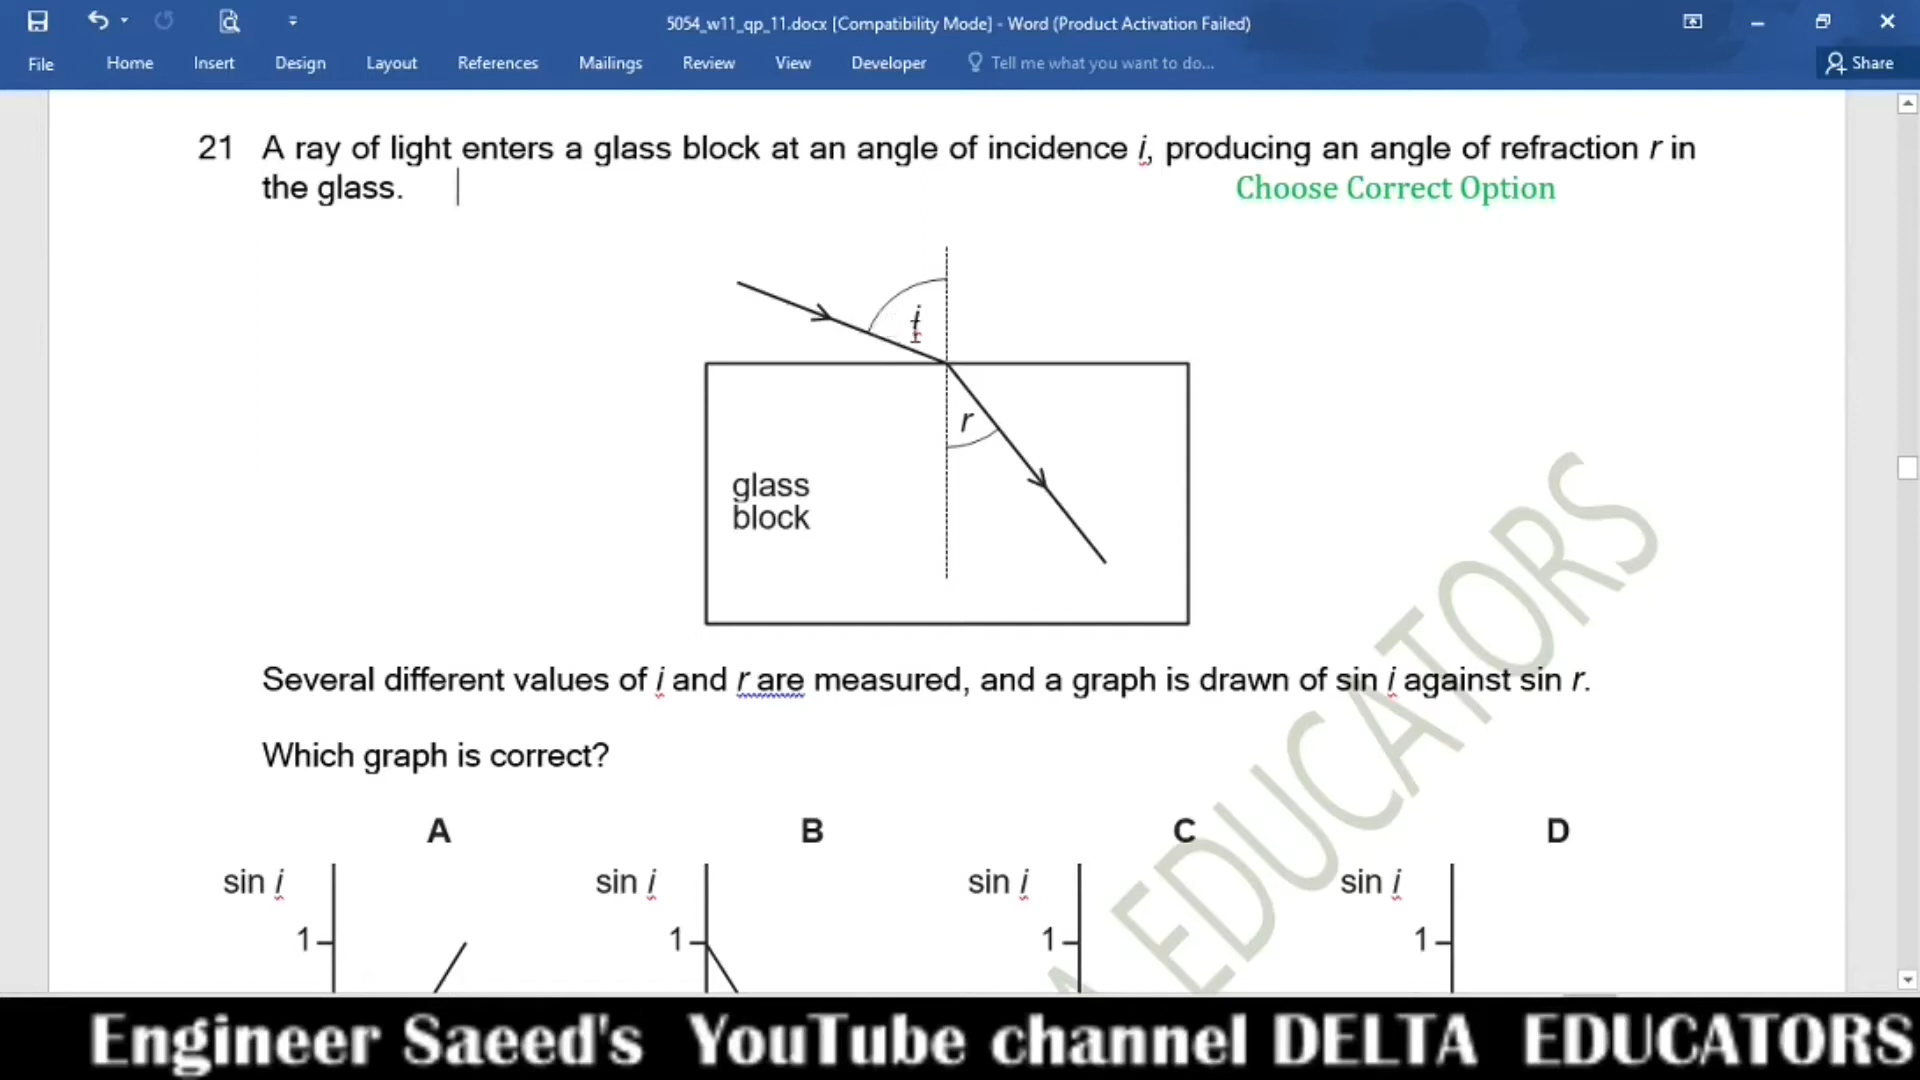 5054_w11_qp_11.docx [Compatibility Mode] - Word (Product Activation Failed)
File Home Insert Design Layout References Mailings Review View Developer Tell me what you want to do... Share
21 A ray of light enters a glass block at an angle of incidence i, producing an angle of refraction r in
the glass. Choose Correct Option
i
r
glass
block
Several different values of i and r are measured, and a graph is drawn of sin i against sin r.
Which graph is correct?
A B C D
sin i sin i sin i sin i
1 1 1 1
EDUCATORS
Engineer Saeed's YouTube channel DELTA EDUCATORS